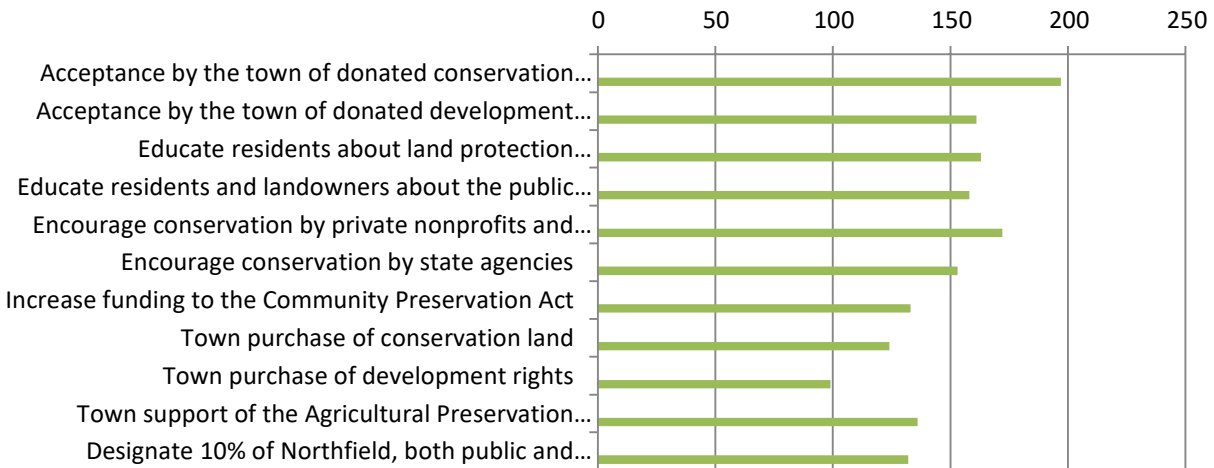 0 50 100 150 200 250
Acceptance by the town of donated conservation...
Acceptance by the town of donated development...
Educate residents about land protection...
Educate residents and landowners about the public...
Encourage conservation by private nonprofits and...
Encourage conservation by state agencies
Increase funding to the Community Preservation Act
Town purchase of conservation land
Town purchase of development rights
Town support of the Agricultural Preservation...
Designate 10% of Northfield, both public and...